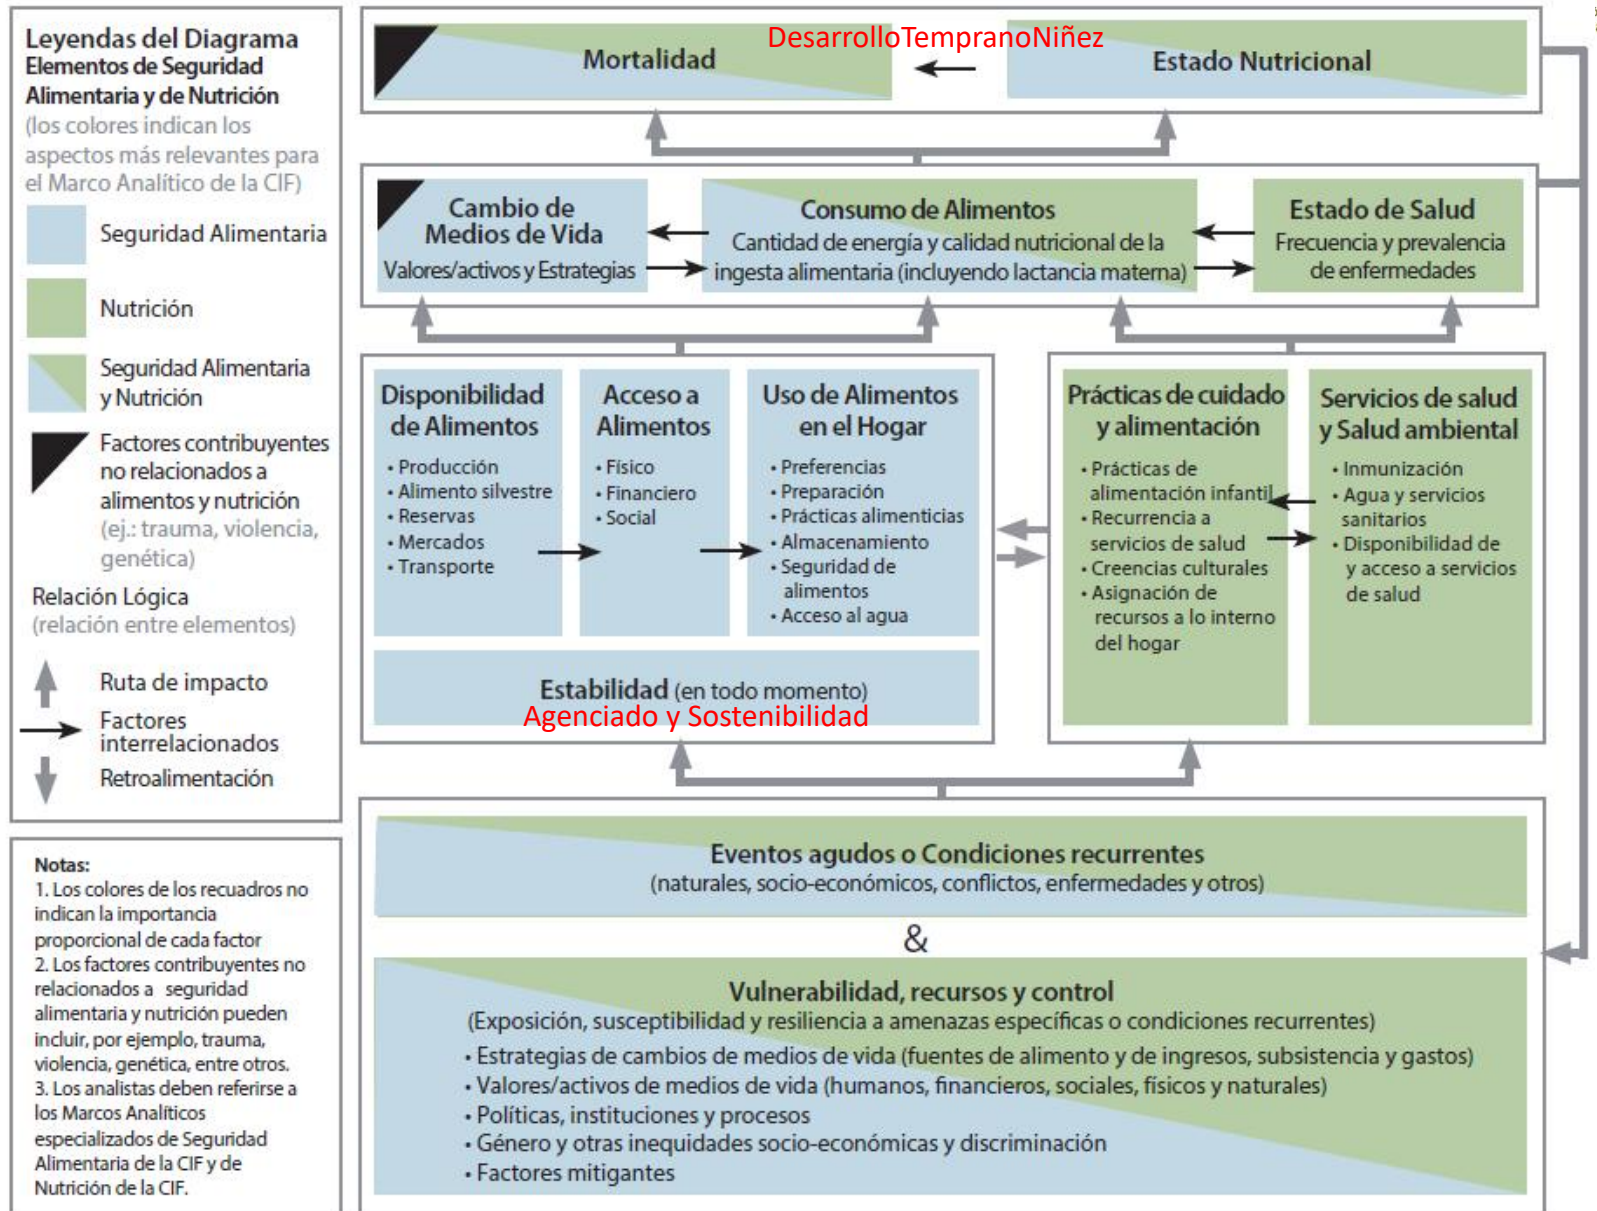 Leyendas del Diagrama
Elementos de Seguridad
Alimentaria y de Nutrición
(los colores indican los
aspectos más relevantes para
el Marco Analítico de la CIF)
Seguridad Alimentaria
Nutrición
Seguridad Alimentaria
y Nutrición
Factores contribuyentes
no relacionados a
alimentos y nutrición
(ej.: trauma, violencia,
genética)
Relación Lógica
(relación entre elementos)
Ruta de impacto
Factores
interrelacionados
Retroalimentación
Notas:
1. Los colores de los recuadros no
indican la importancia
proporcional de cada factor
2. Los factores contribuyentes no
relacionados a seguridad
alimentaria y nutrición pueden
incluir, por ejemplo, trauma,
violencia, genética, entre otros.
3. Los analistas deben referirse a
los Marcos Analíticos
especializados de Seguridad
Alimentaria de la CIF y de
Nutrición de la CIF.
DesarrolloTempranoNiñez
Mortalidad
Estado Nutricional
Cambio de
Medios de Vida
Valores/activos y Estrategias
Consumo de Alimentos
Cantidad de energía y calidad nutricional de la
ingesta alimentaria (incluyendo lactancia materna)
Estado de Salud
Frecuencia y prevalencia
de enfermedades
Disponibilidad
de Alimentos
• Producción
• Alimento silvestre
• Reservas
• Mercados
• Transporte
Acceso a
Alimentos
• Físico
• Financiero
• Social
Uso de Alimentos
en el Hogar
• Preferencias
• Preparación
• Prácticas alimenticias
• Almacenamiento
• Seguridad de
alimentos
• Acceso al agua
Estabilidad (en todo momento)
Agenciado y Sostenibilidad
Prácticas de cuidado
y alimentación
• Prácticas de
alimentación infantil
• Recurrencia a
servicios de salud
• Creencias culturales
• Asignación de
recursos a lo interno
del hogar
Servicios de salud
y Salud ambiental
• Inmunización
• Agua y servicios
sanitarios
• Disponibilidad de
y acceso a servicios
de salud
Eventos agudos o Condiciones recurrentes
(naturales, socio-económicos, conflictos, enfermedades y otros)
&
Vulnerabilidad, recursos y control
(Exposición, susceptibilidad y resiliencia a amenazas específicas o condiciones recurrentes)
• Estrategias de cambios de medios de vida (fuentes de alimento y de ingresos, subsistencia y gastos)
• Valores/activos de medios de vida (humanos, financieros, sociales, físicos y naturales)
• Políticas, instituciones y procesos
• Género y otras inequidades socio-económicas y discriminación
• Factores mitigantes